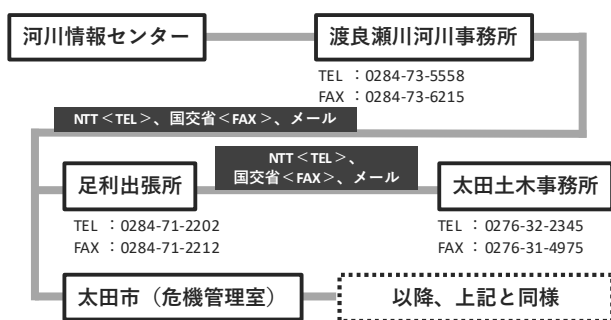 河川情報センター
渡良瀬川河川事務所
TEL ：0284-73-5558
FAX ：0284-73-6215
NTT＜TEL＞、国交省＜FAX＞、メール
NTT＜TEL＞、
国交省＜FAX＞、メール
足利出張所
太田土木事務所
TEL ：0284-71-2202
FAX ：0284-71-2212
TEL ：0276-32-2345
FAX ：0276-31-4975
太田市（危機管理室）
以降、上記と同様